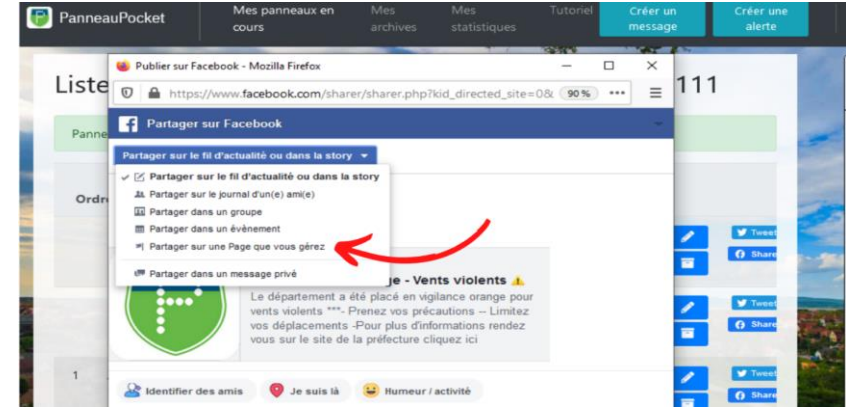 PanneauPocket
Mes panneaux en cours
Mes archives
Mes statistiques
Tutoriel
Créer un message
Créer une alerte
Publier sur Facebook - Mozilla Firefox
Liste
111
https://www.facebook.com/sharer/sharer.php?kid_directed_site=0&
90 %
Partager sur Facebook
Panne
Partager sur le fil d'actualité ou dans la story
Partager sur le fil d'actualité ou dans la story
Partager sur le journal d'un(e) ami(e)
Ordr
Partager dans un groupe
Partager dans un évènement
Partager sur une Page que vous gérez
Partager dans un message privé
Tweet
Share
ge - Vents violents ⚠
Le département a été placé en vigilance orange pour
vents violents ***- Prenez vos précautions -- Limitez
vos déplacements -Pour plus d'informations rendez
vous sur le site de la préfecture cliquez ici
Tweet
Share
1
Identifier des amis
Je suis là
Humeur / activité
Tweet
Share